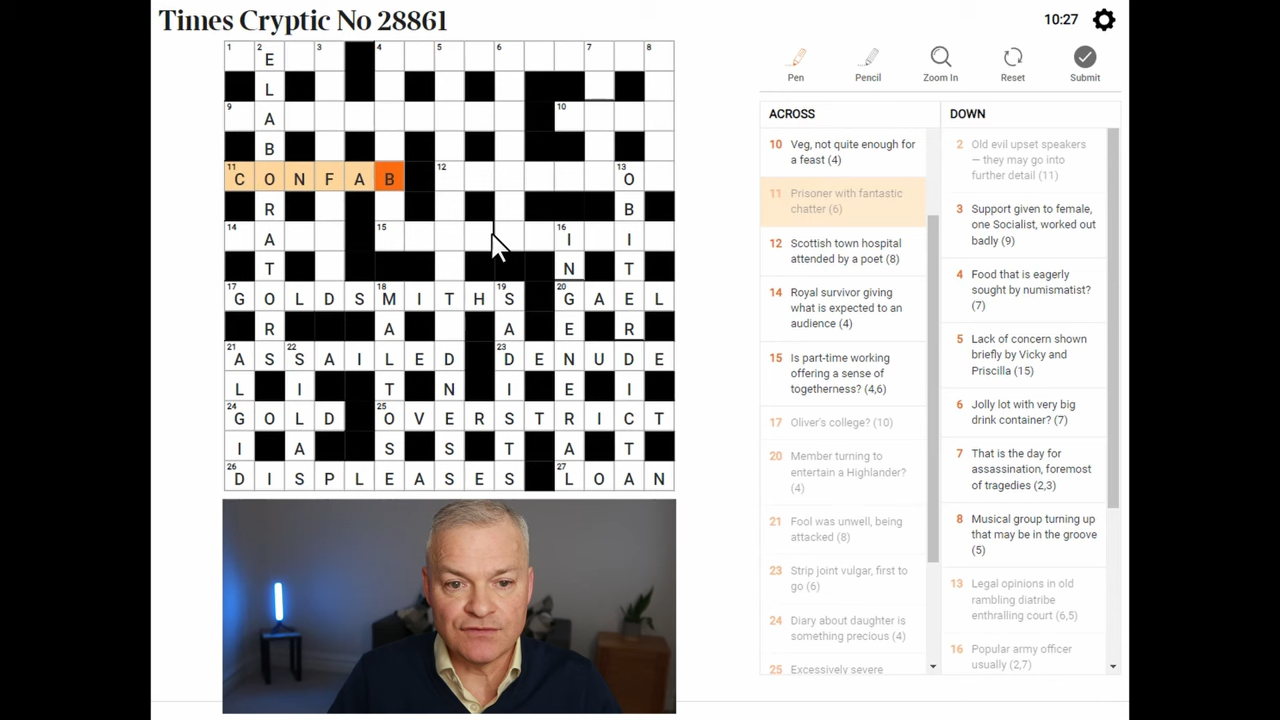 Times Cryptic No 28861
10:27
Pen
Pencil
Zoom In
Reset
Submit
1 2 E 3 4 5 6 7 8
L
9 A 10
B
11 C O N F A B 12 13 O
R B
14 A 15 16 I I
T N T
17 G O L D S 18 M I T H 19 S 20 G A E L
R A A E R
21 A S 22 S A I L E D 23 D E N U D E
L I T N I E I
24 G O L D 25 O V E R S T R I C T
I A S S T A T
26 D I S P L E A S E S 27 L O A N
ACROSS
10 Veg, not quite enough for
a feast (4)
11 Prisoner with fantastic
chatter (6)
12 Scottish town hospital
attended by a poet (8)
14 Royal survivor giving
what is expected to an
audience (4)
15 Is part-time working
offering a sense of
togetherness? (4,6)
17 Oliver's college? (10)
20 Member turning to
entertain a Highlander?
(4)
21 Fool was unwell, being
attacked (8)
23 Strip joint vulgar, first to
go (6)
24 Diary about daughter is
something precious (4)
25 Excessively severe
DOWN
2 Old evil upset speakers
— they may go into
further detail (11)
3 Support given to female,
one Socialist, worked out
badly (9)
4 Food that is eagerly
sought by numismatist?
(7)
5 Lack of concern shown
briefly by Vicky and
Priscilla (15)
6 Jolly lot with very big
drink container? (7)
7 That is the day for
assassination, foremost
of tragedies (2,3)
8 Musical group turning up
that may be in the groove
(5)
13 Legal opinions in old
rambling diatribe
enthralling court (6,5)
16 Popular army officer
usually (2,7)